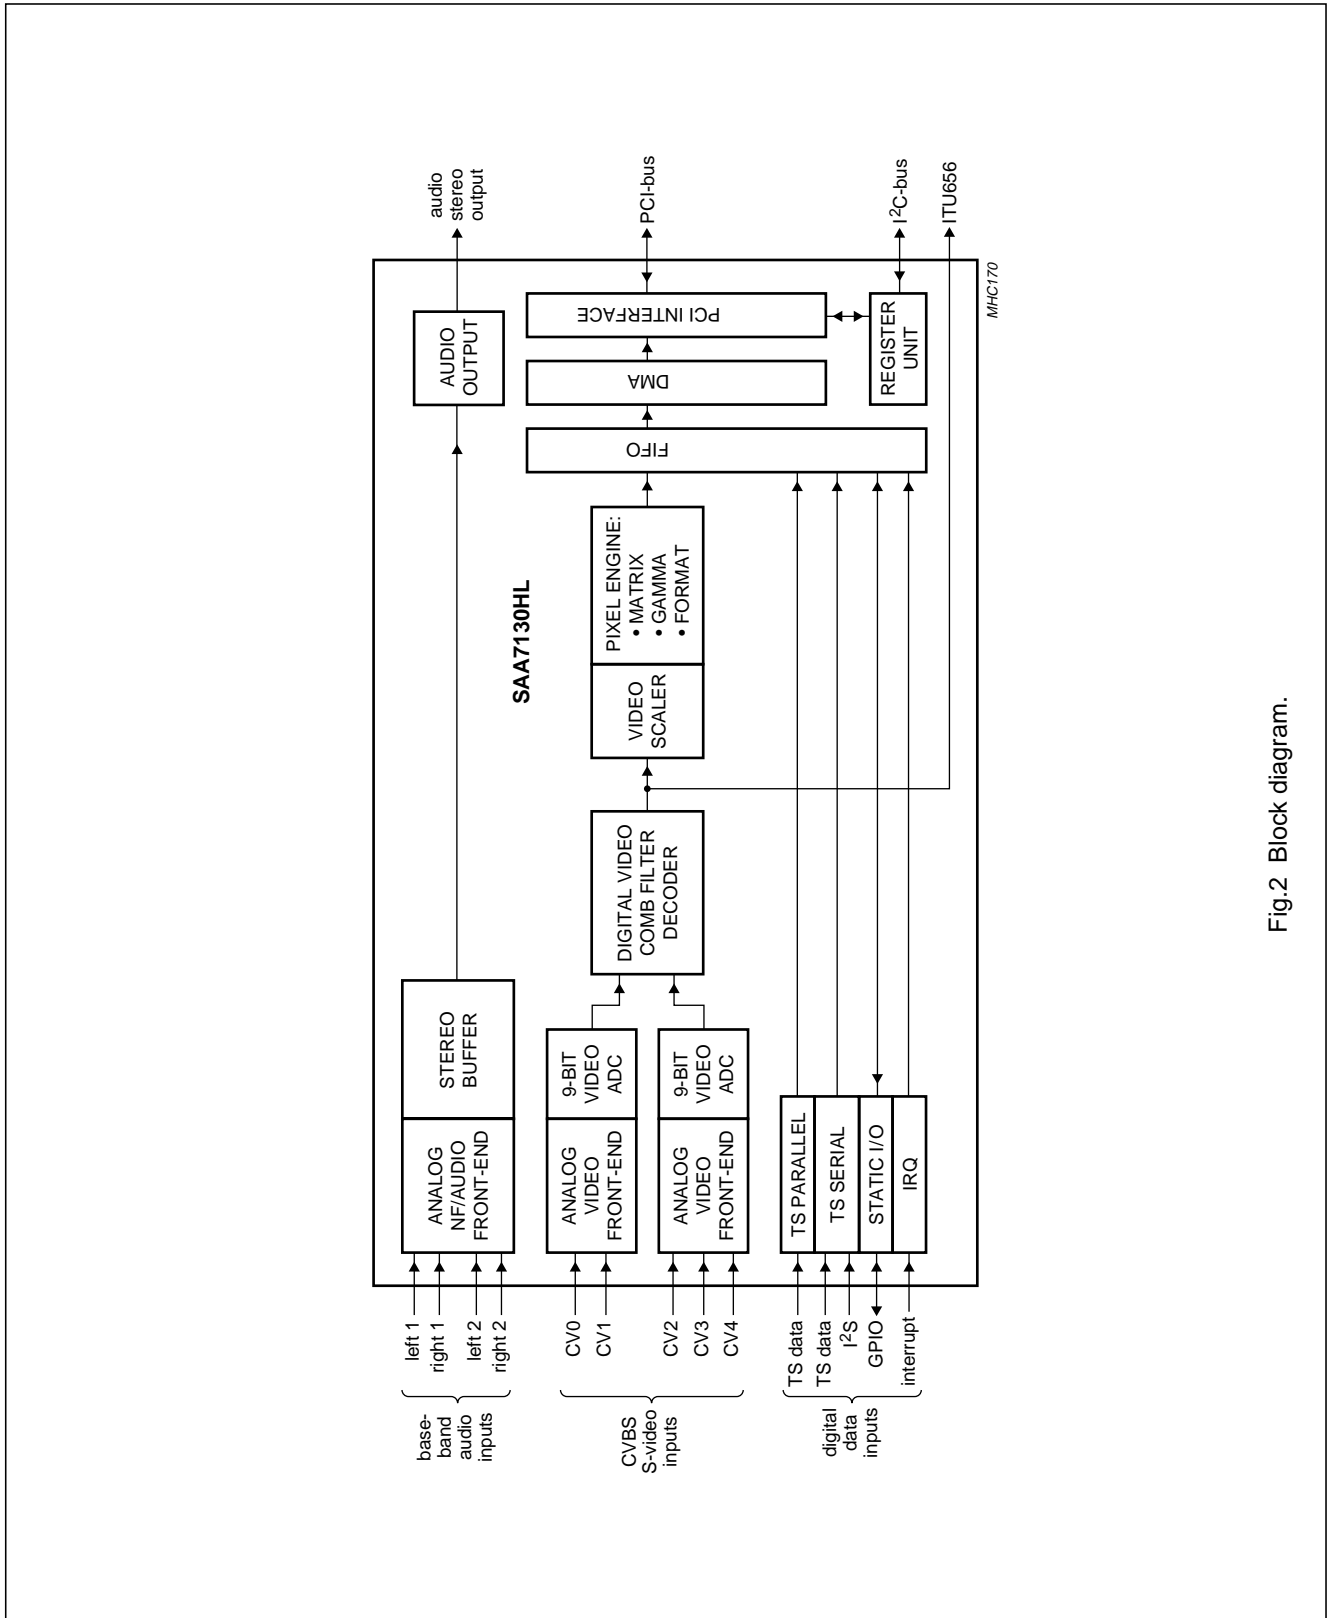 SAA7130HL
base-
band
audio
inputs
left 1
right 1
left 2
right 2
ANALOG
NF/AUDIO
FRONT-END
STEREO
BUFFER
AUDIO
OUTPUT
audio
stereo
output
CVBS
S-video
inputs
CV0
CV1
CV2
CV3
CV4
ANALOG
VIDEO
FRONT-END
9-BIT
VIDEO
ADC
ANALOG
VIDEO
FRONT-END
9-BIT
VIDEO
ADC
DIGITAL VIDEO
COMB FILTER
DECODER
VIDEO
SCALER
PIXEL ENGINE:
• MATRIX
• GAMMA
• FORMAT
FIFO
DMA
PCI INTERFACE
PCI-bus
digital
data
inputs
TS data
TS data
I²S
GPIO
interrupt
TS PARALLEL
TS SERIAL
STATIC I/O
IRQ
REGISTER
UNIT
I²C-bus
ITU656
MHC170
Fig.2 Block diagram.